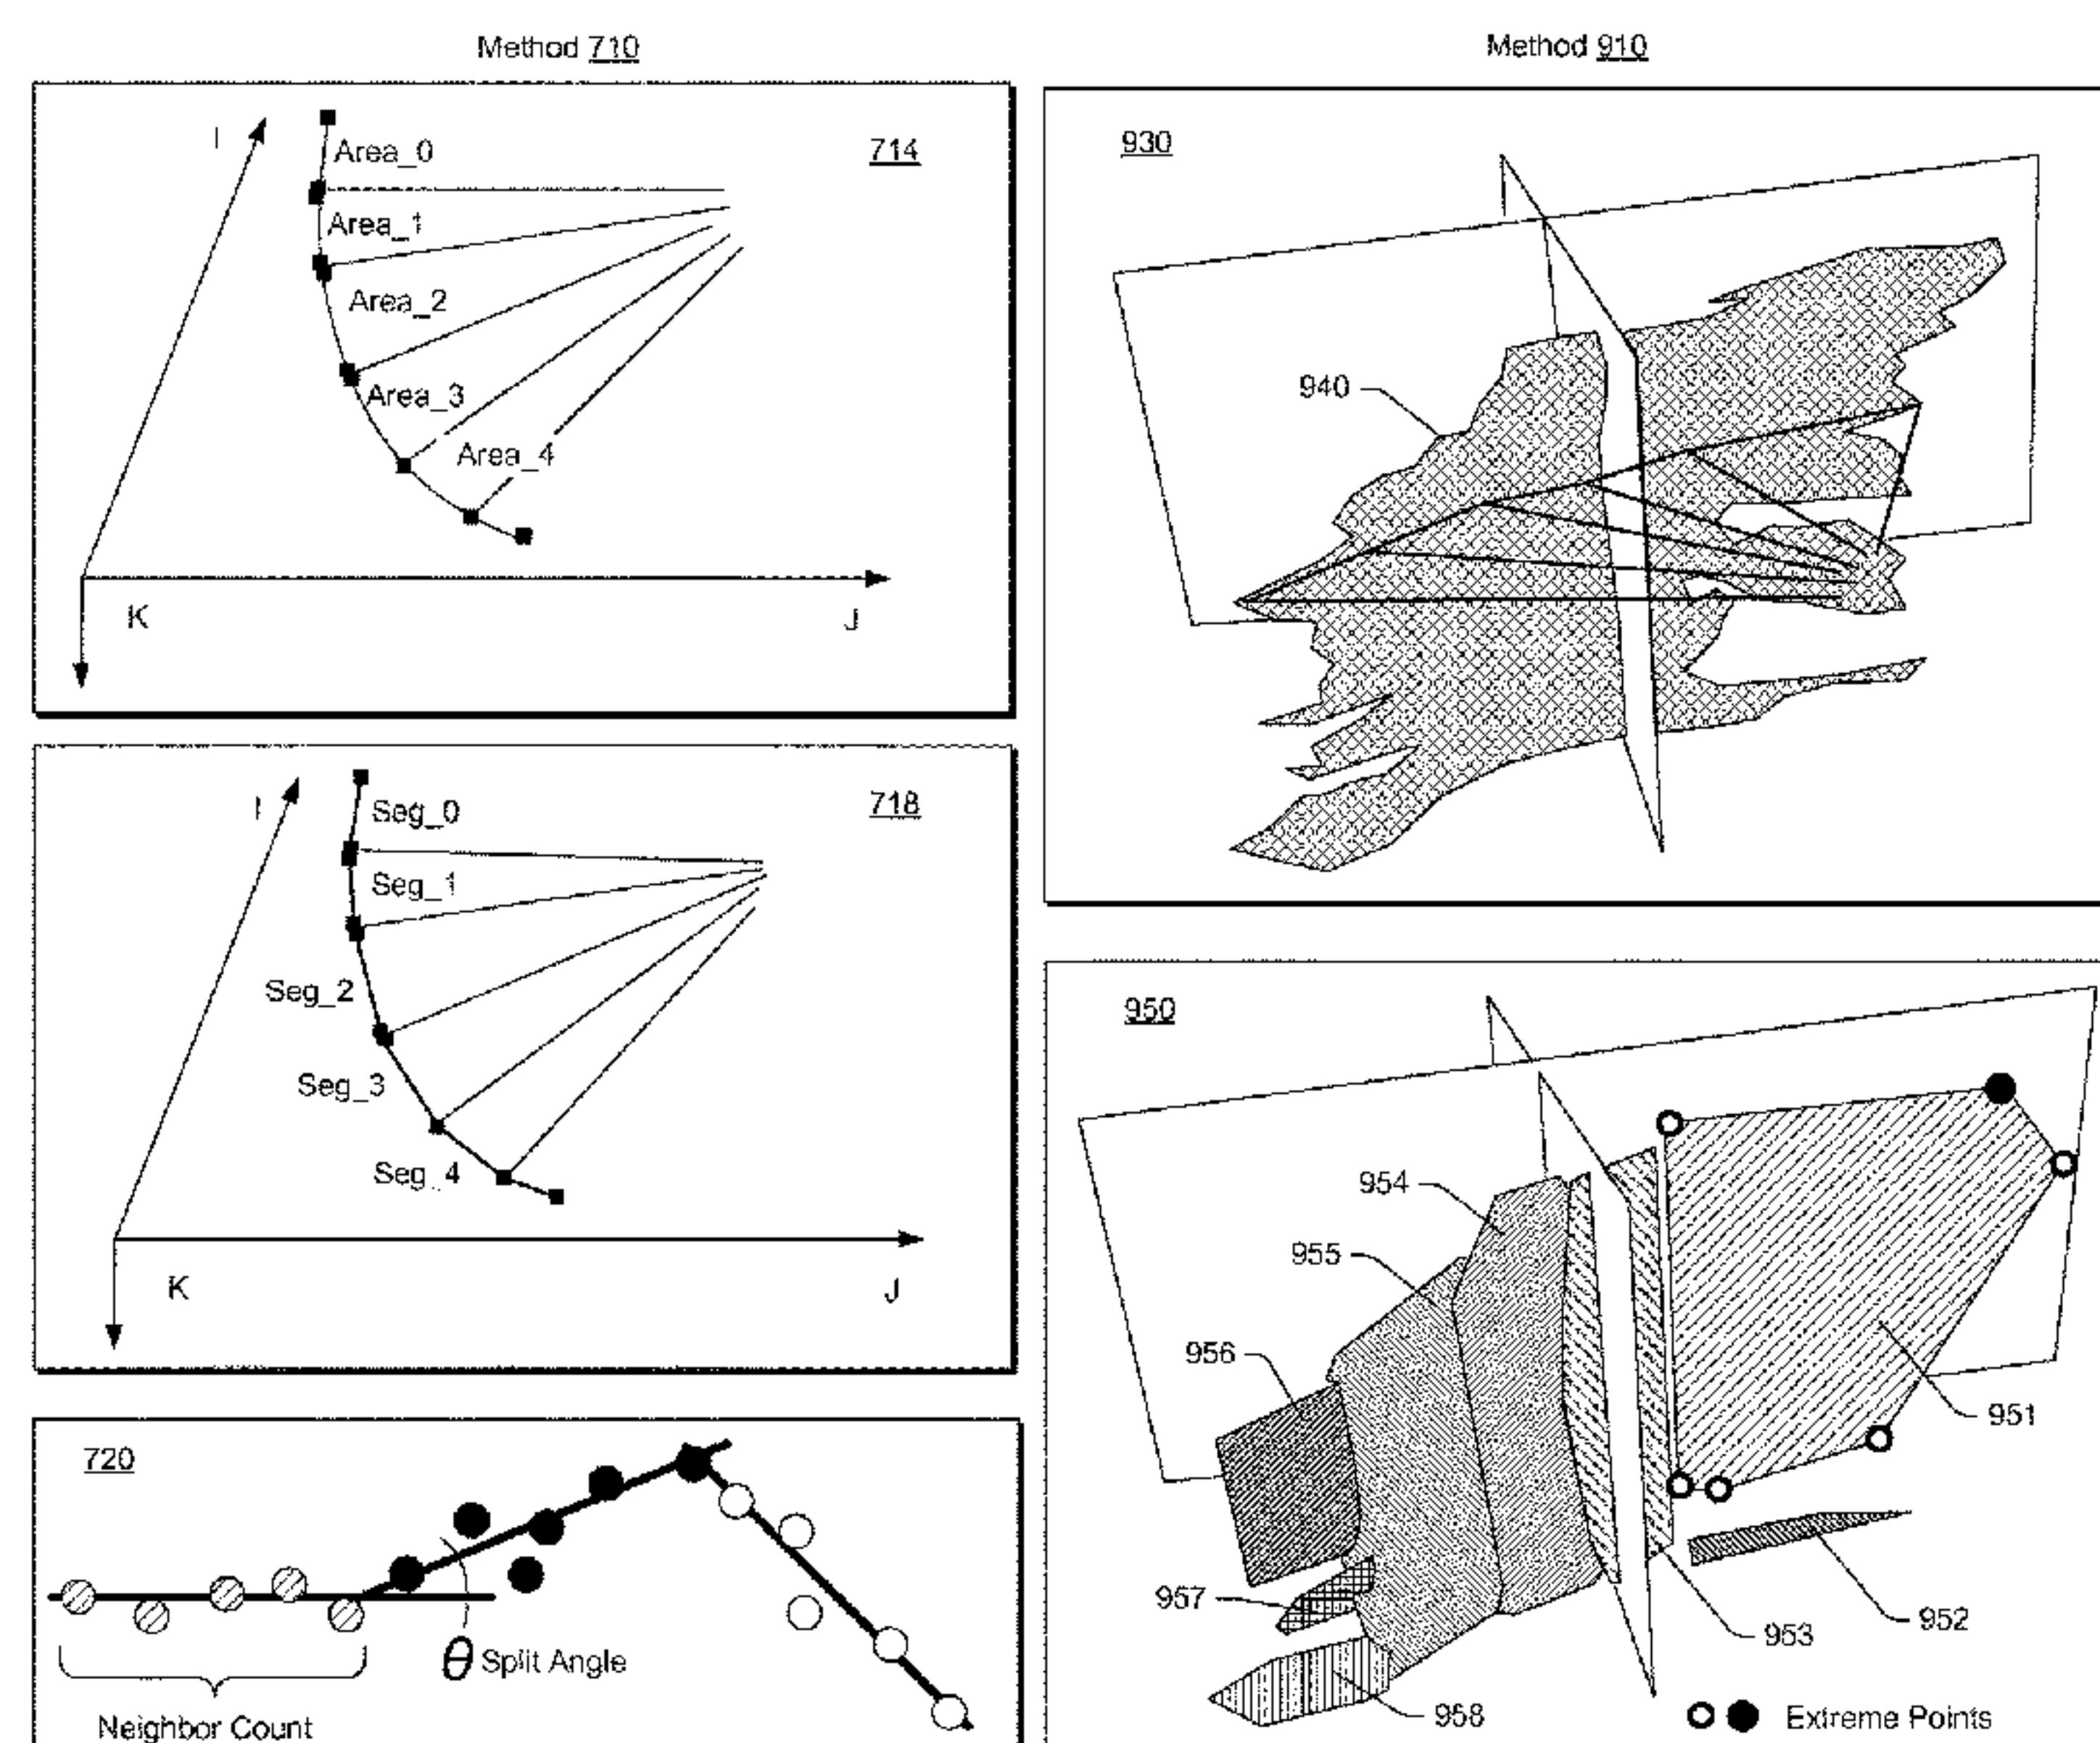 Method 710
I
Area_0
714
Area_1
Area_2
Area_3
Area_4
K
J
I
Seg_0
718
Seg_1
Seg_2
Seg_3
Seg_4
K
J
720
θ Split Angle
Neighbor Count
Method 910
930
940
950
954
955
956
951
957
952
953
958
Extreme Points